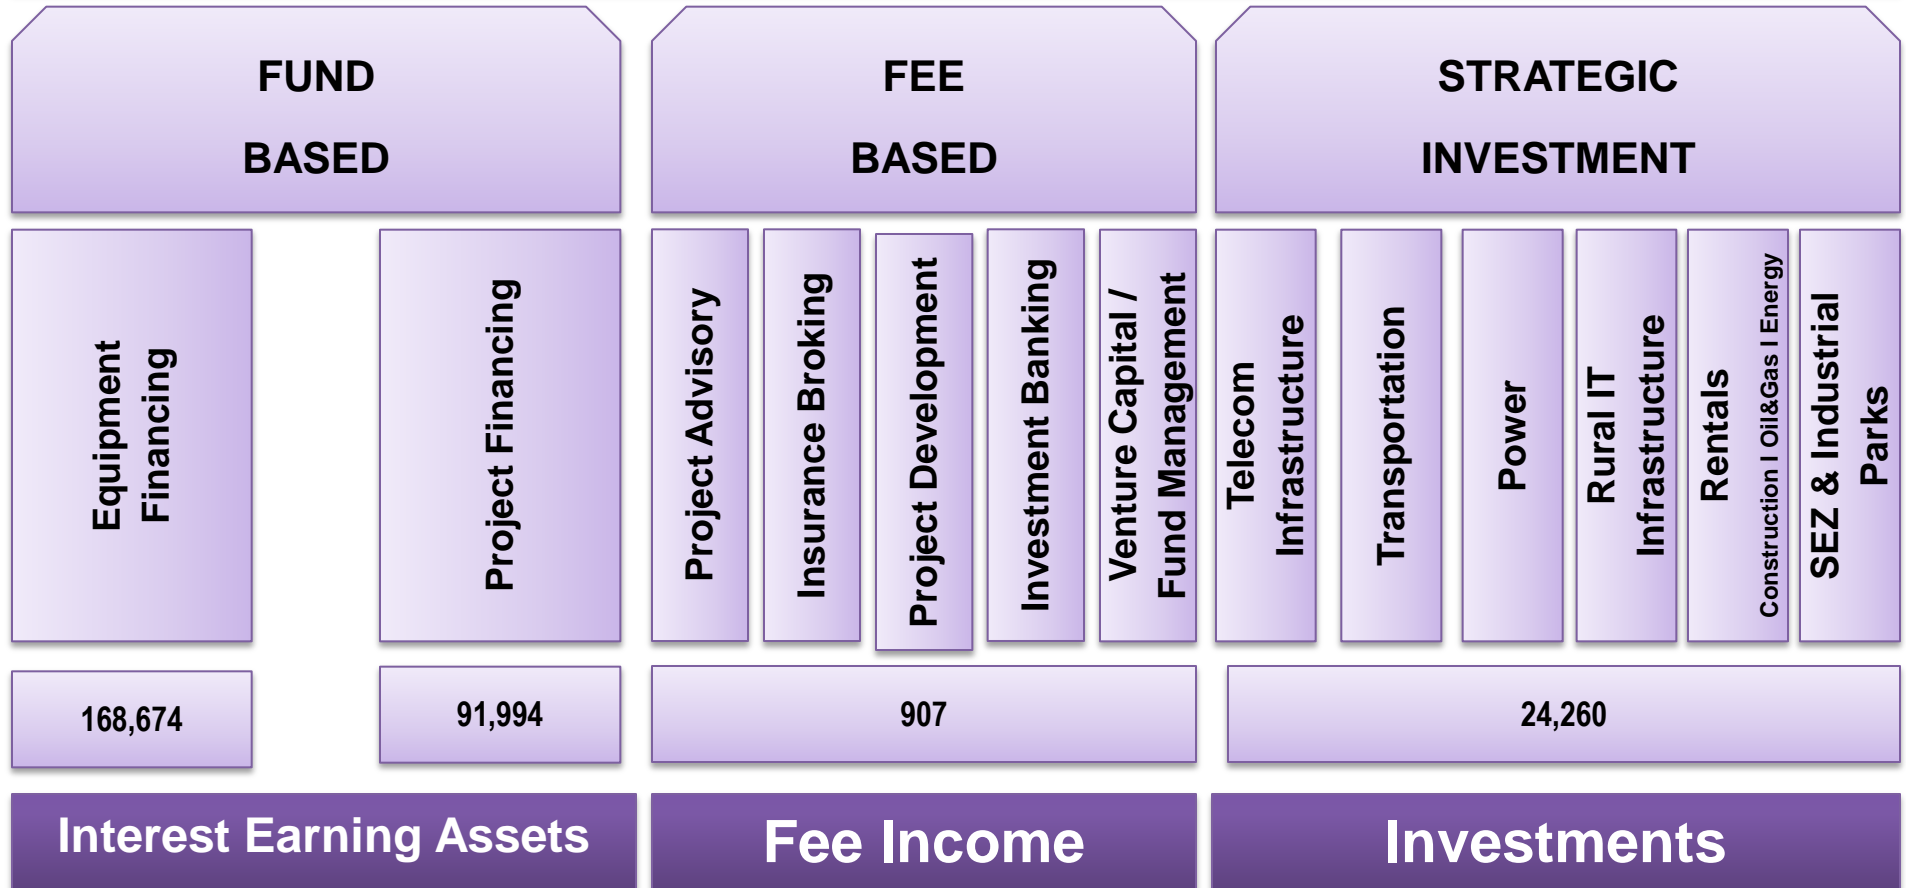 FUND
BASED
FEE
BASED
STRATEGIC
INVESTMENT
Equipment
Financing
Project Financing
Project Advisory
Insurance Broking
Project Development
Investment Banking
Venture Capital /
Fund Management
Telecom
Infrastructure
Transportation
Power
Rural IT
Infrastructure
Rentals
Construction I Oil&Gas I Energy
SEZ & Industrial
Parks
168,674
91,994
907
24,260
Interest Earning Assets
Fee Income
Investments